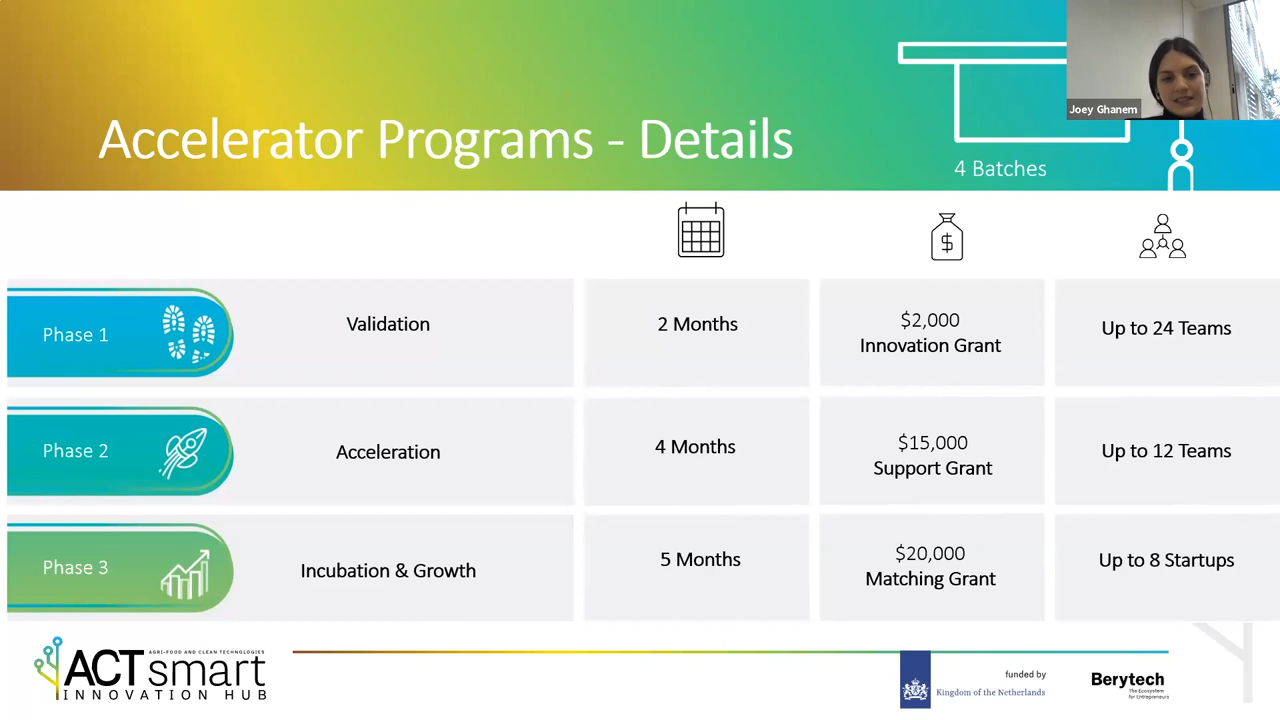 Joey Ghanem
Accelerator Programs - Details
4 Batches
$
Phase 1
Validation
2 Months
$2,000
Innovation Grant
Up to 24 Teams
Phase 2
Acceleration
4 Months
$15,000
Support Grant
Up to 12 Teams
Phase 3
Incubation & Growth
5 Months
$20,000
Matching Grant
Up to 8 Startups
AGRI-FOOD AND CLEAN TECHNOLOGIES
ACTsmart
INNOVATION HUB
funded by
Kingdom of the Netherlands
Berytech
The Ecosystem
for Entrepreneurs